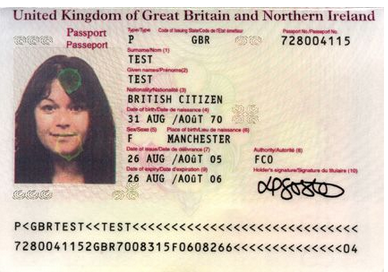 United Kingdom of Great Britain and Northern Ireland
Passport
Passeport
Type/Type Code of Issuing State/Code de l'Etat émetteur Passport No./Passeport No.
P GBR 728004115
Surname/Nom (1)
TEST
Given names/Prénoms(2)
TEST
Nationality/Nationalité (3)
BRITISH CITIZEN
Date of birth/Date de naissance (4)
31 AUG /AOÛT 70
Sex/Sexe (5) Place of birth/Lieu de naissance (6)
F MANCHESTER
Date of issue/Date de délivrance (7) Authority/Autorité (8)
26 AUG /AOÛT 05 FCO
Date of expiry/Date d'expiration (9) Holder's signature/Signature du titulaire (10)
26 AUG /AOÛT 06
P<GBRTEST<<TEST<<<<<<<<<<<<<<<<<<<<<<<<<<<<
7280041152GBR7008315F0608266<<<<<<<<<<<<<<04